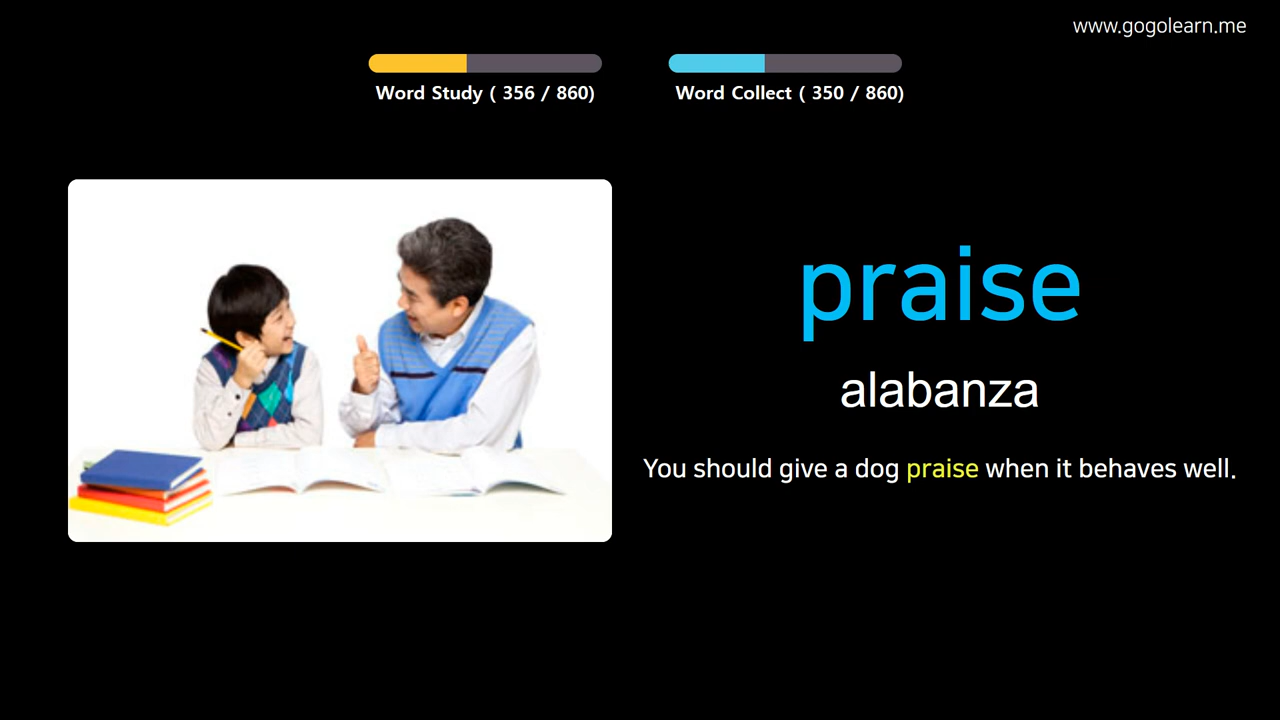 www.gogolearn.me
Word Study ( 356 / 860)
Word Collect ( 350 / 860)
praise
alabanza
You should give a dog praise when it behaves well.